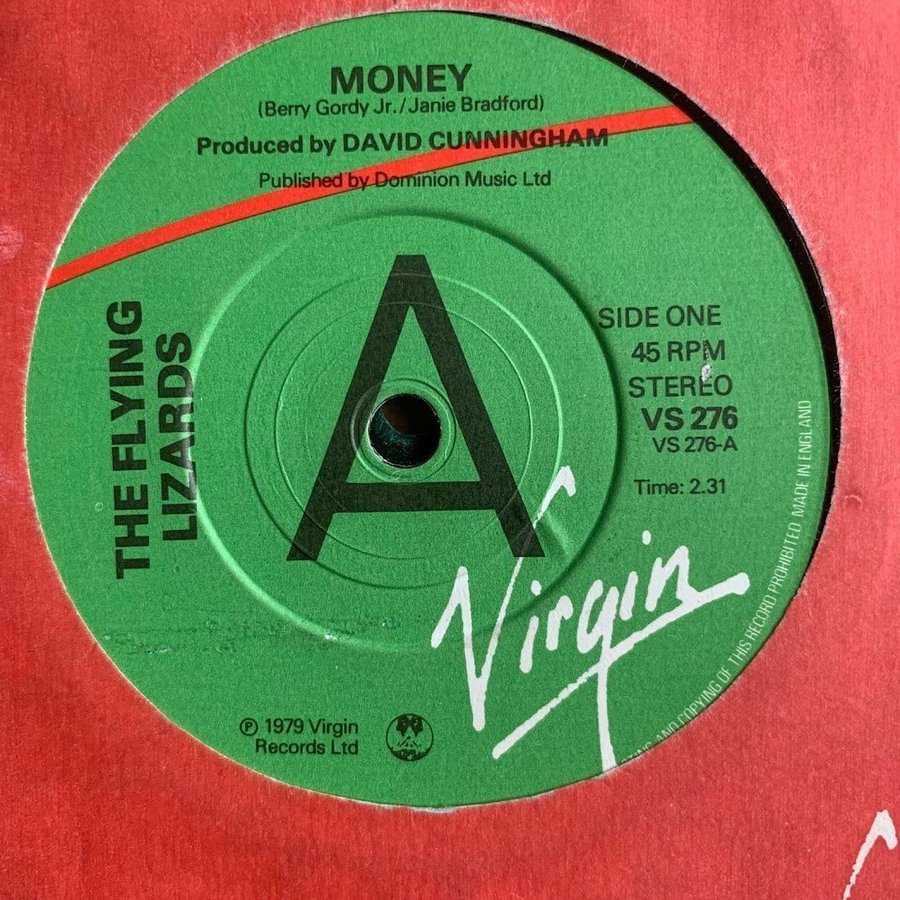 MONEY
(Berry Gordy Jr./Janie Bradford)
Produced by DAVID CUNNINGHAM
Published by Dominion Music Ltd
THE FLYING
LIZARDS
A
SIDE ONE
45 RPM
STEREO
VS 276
VS 276-A
Time: 2.31
Virgin
℗ 1979 Virgin
Records Ltd
AND COPYING OF THIS RECORD PROHIBITED MADE IN ENGLAND